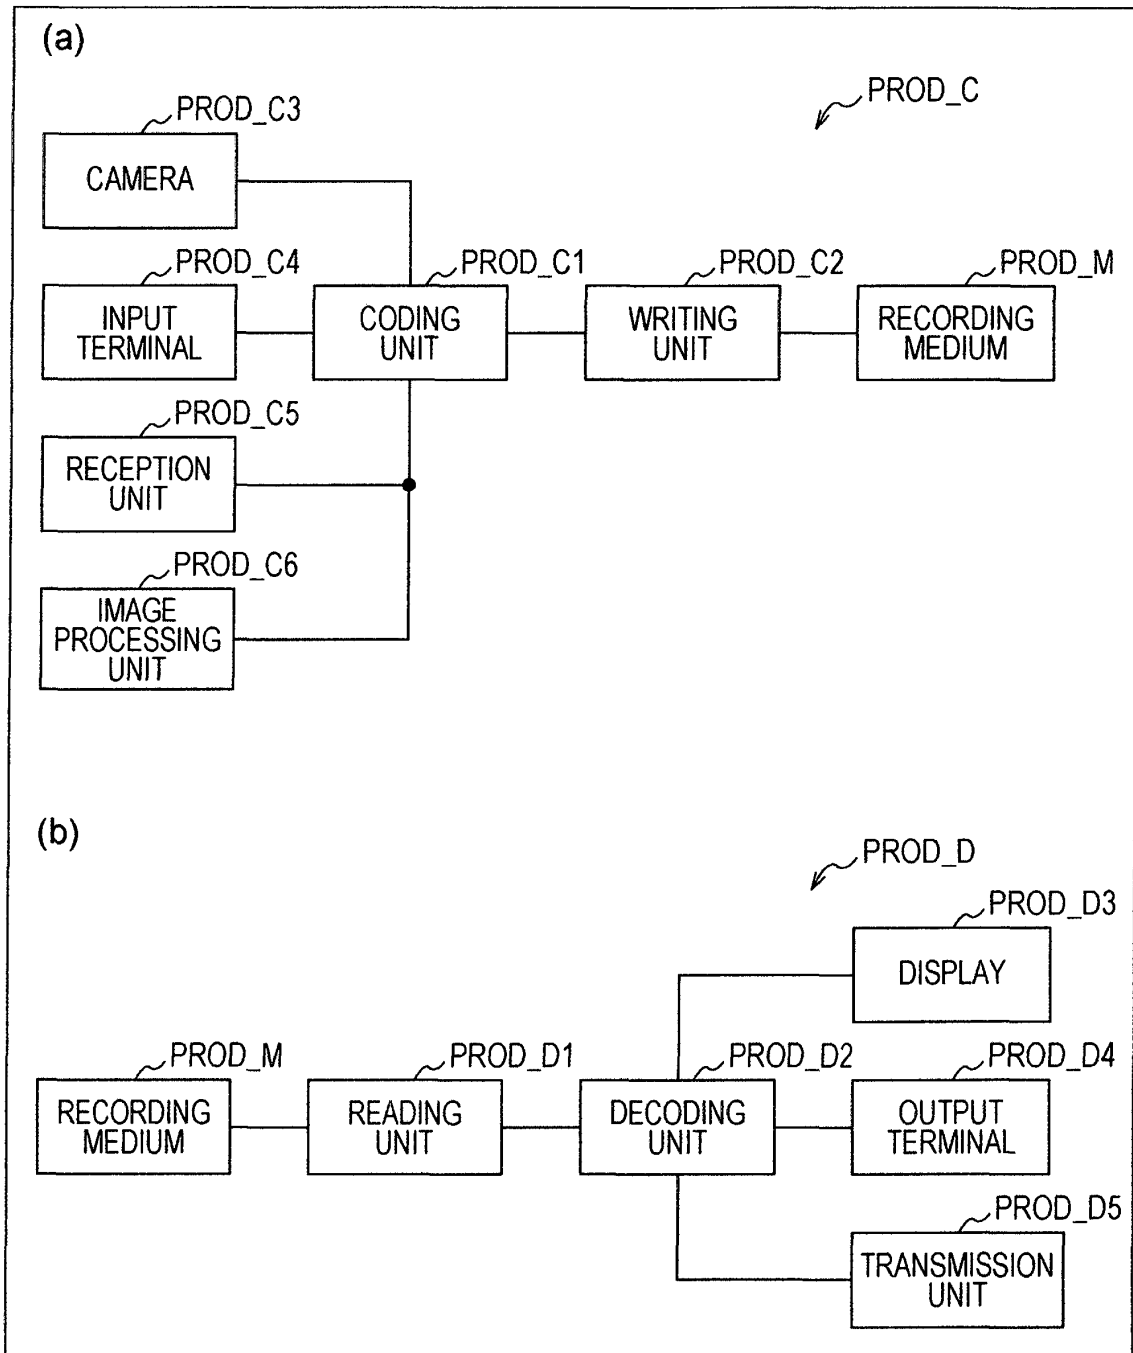 (a)
PROD_C
PROD_C3
CAMERA
PROD_C4
INPUT
TERMINAL
PROD_C1
CODING
UNIT
PROD_C2
WRITING
UNIT
PROD_M
RECORDING
MEDIUM
PROD_C5
RECEPTION
UNIT
PROD_C6
IMAGE
PROCESSING
UNIT
(b)
PROD_D
PROD_D3
DISPLAY
PROD_M
RECORDING
MEDIUM
PROD_D1
READING
UNIT
PROD_D2
DECODING
UNIT
PROD_D4
OUTPUT
TERMINAL
PROD_D5
TRANSMISSION
UNIT